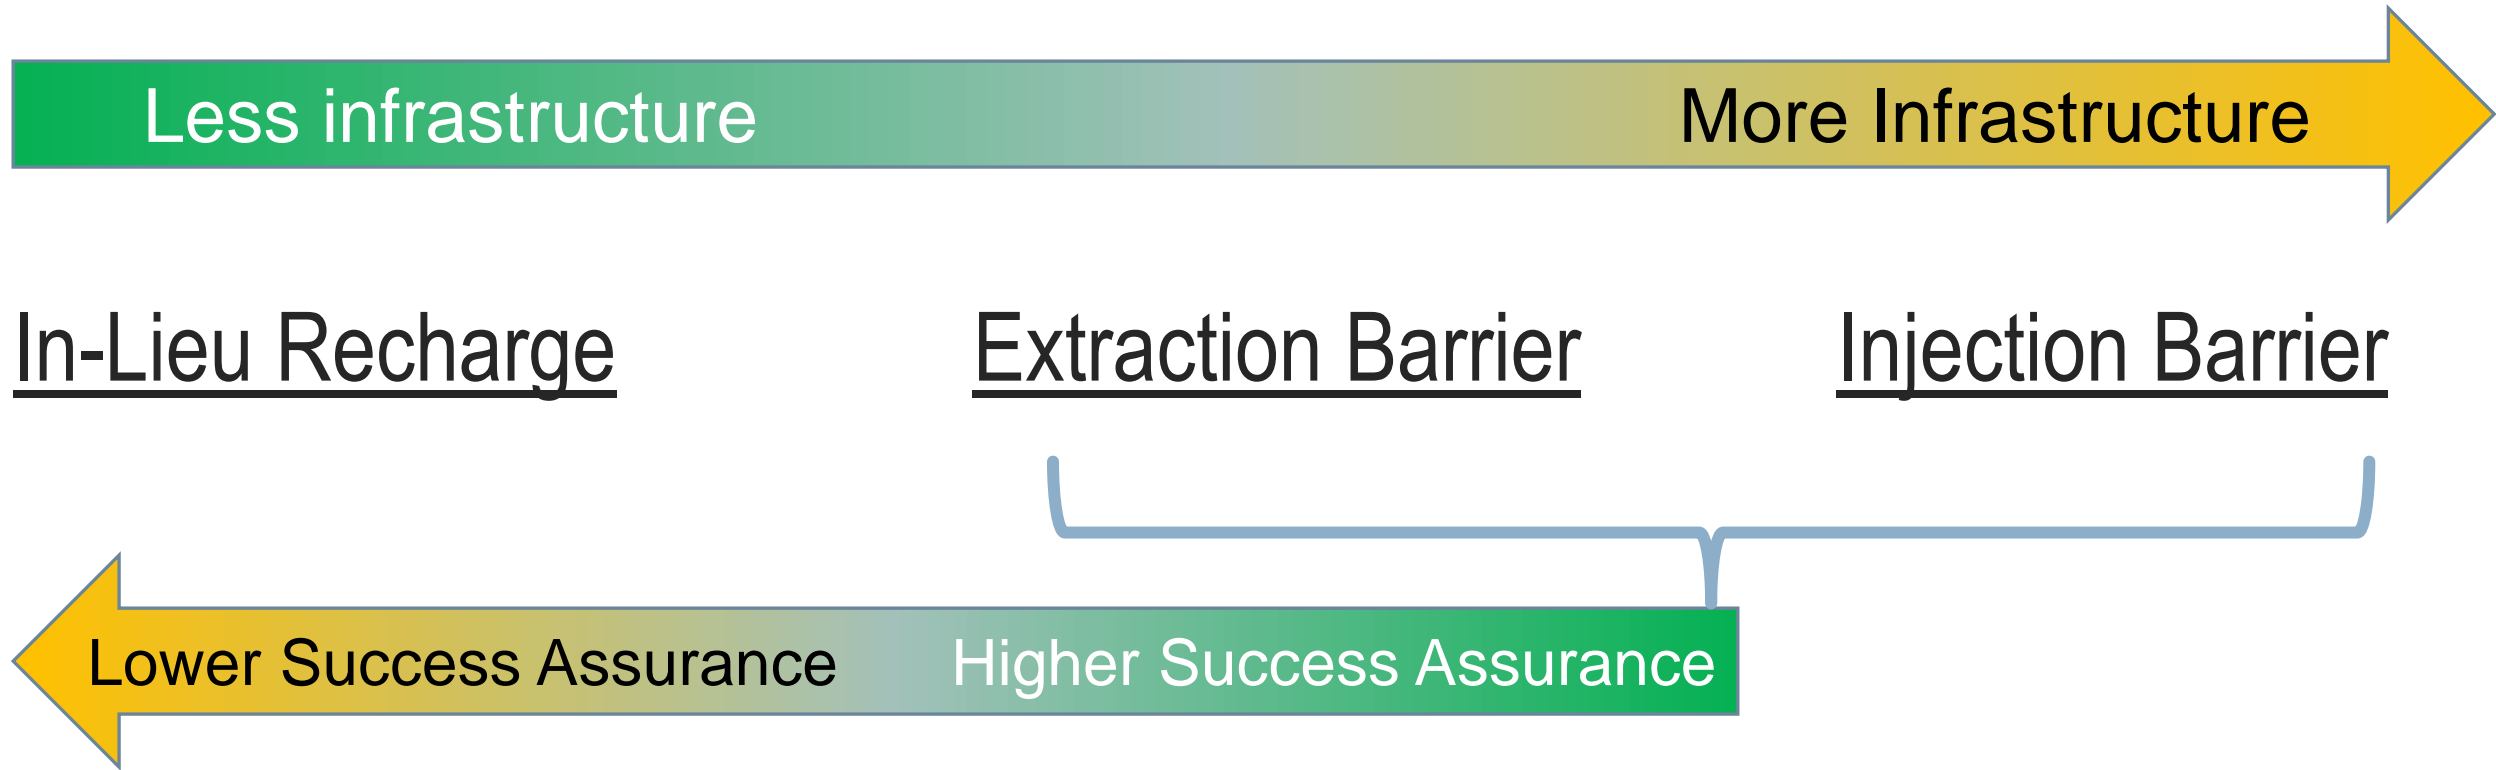 Less infrastructure
More Infrastructure
In-Lieu Recharge
Extraction Barrier
Injection Barrier
Lower Success Assurance
Higher Success Assurance